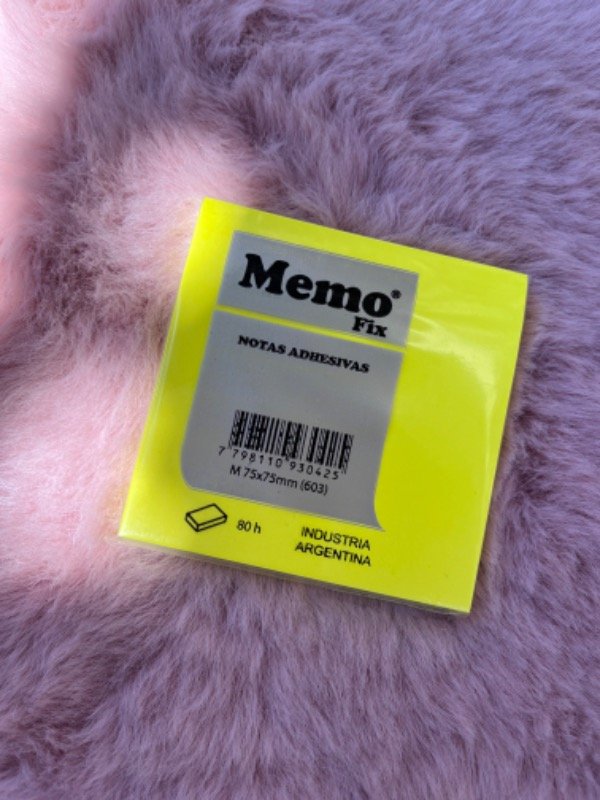 Memo®
Fix
NOTAS ADHESIVAS
7 798110 930425
M 75x75mm (603)
80 h
INDUSTRIA
ARGENTINA